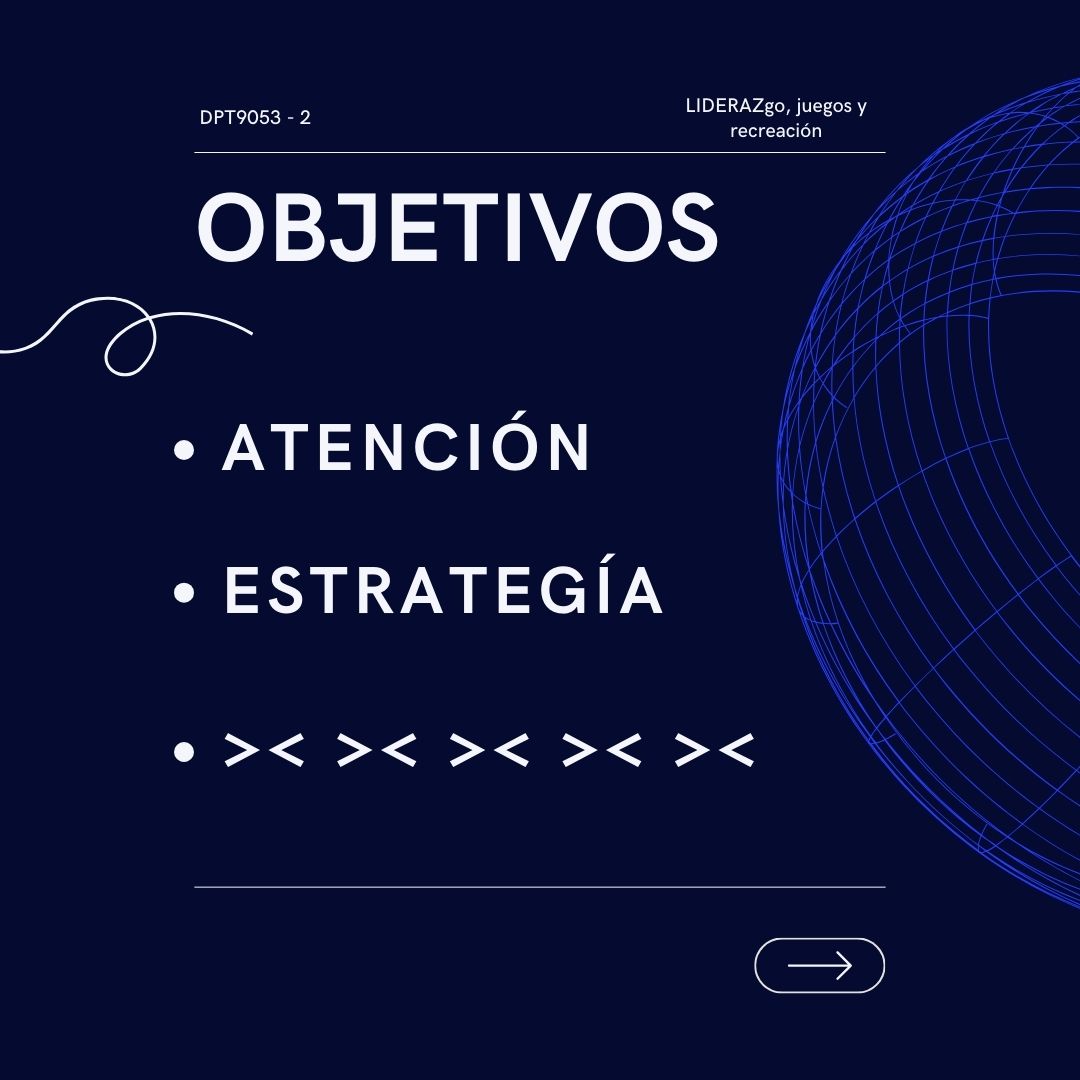 DPT9053 - 2
LIDERAZgo, juegos y
recreación
OBJETIVOS
• ATENCIÓN
• ESTRATEGÍA
• >< >< >< >< ><